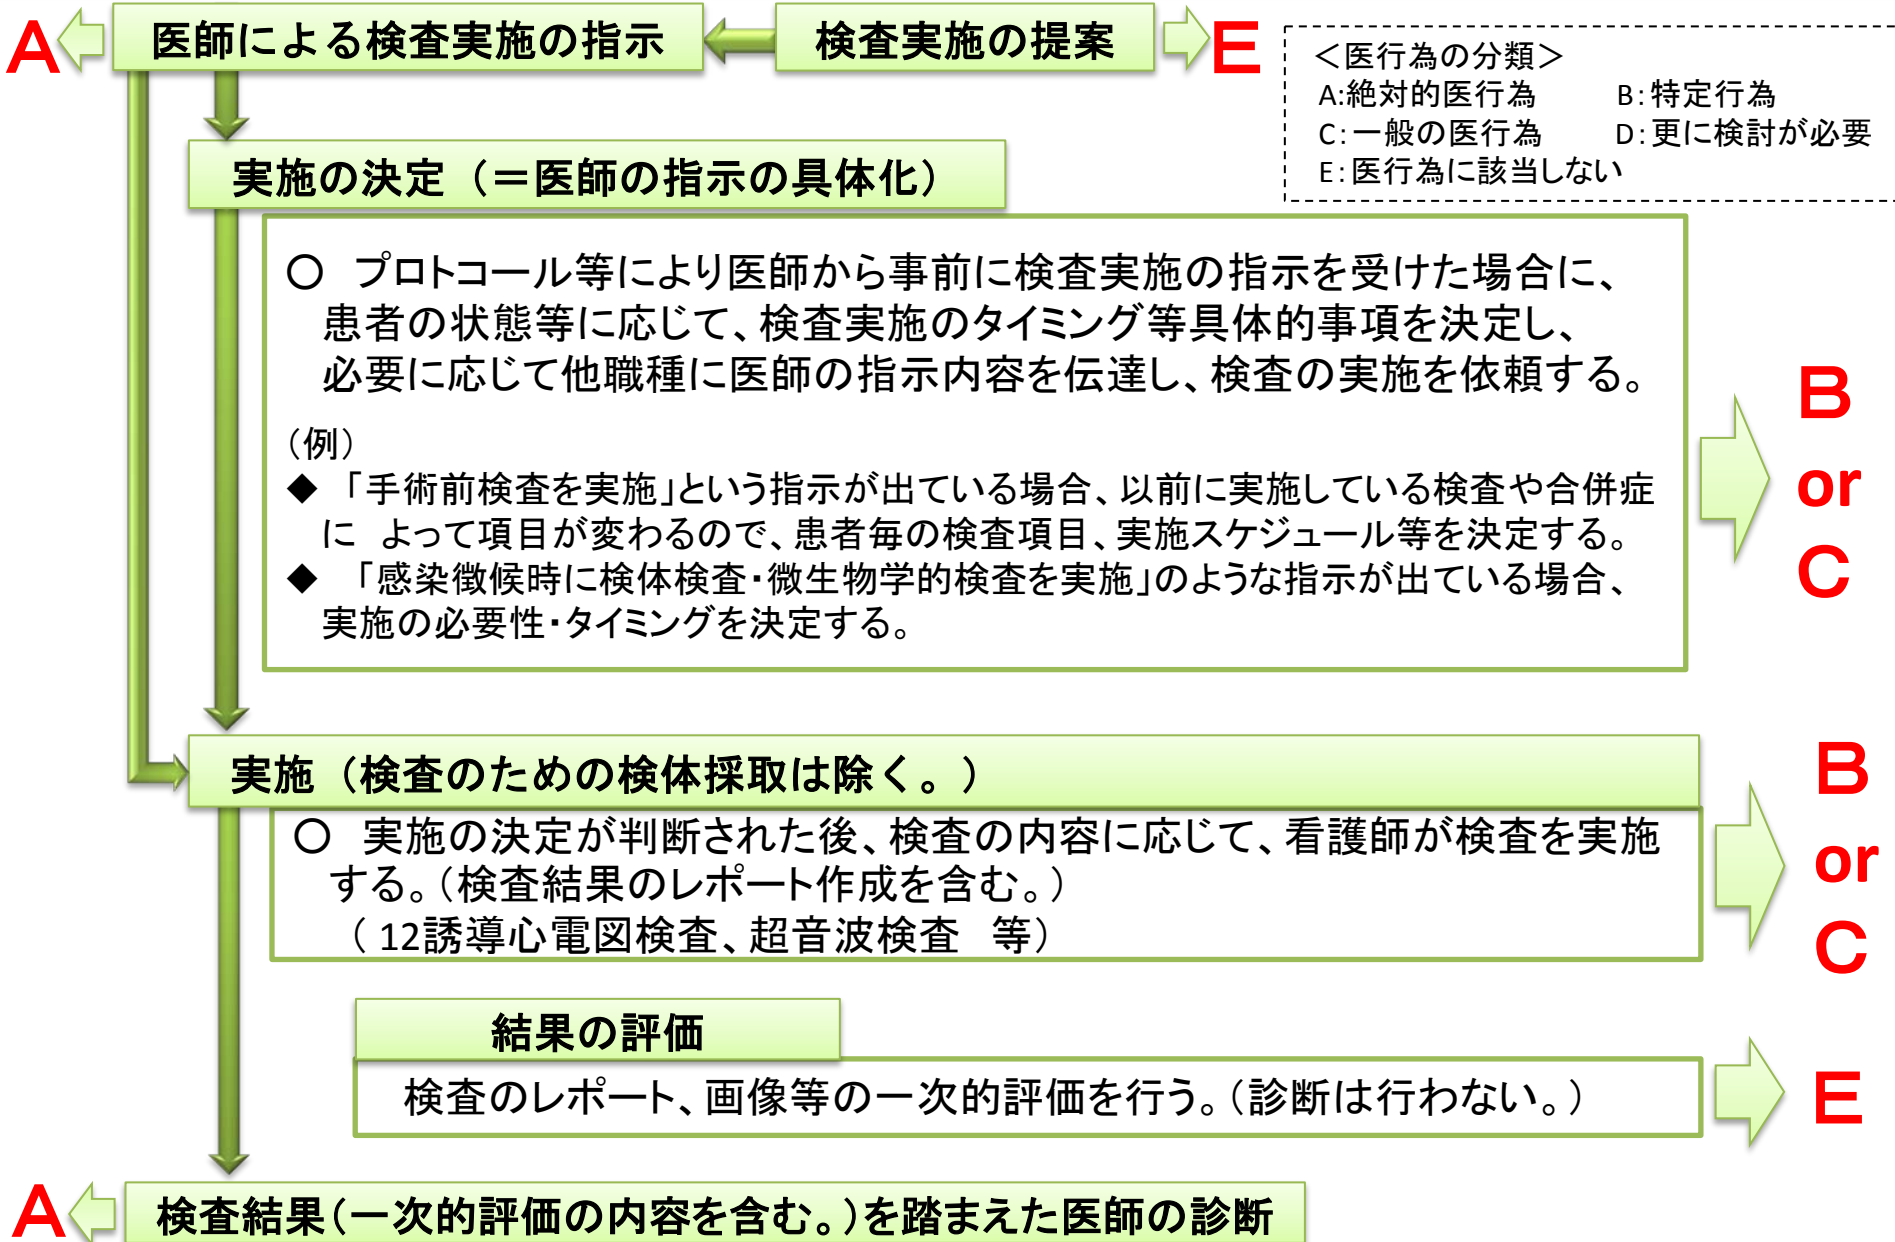 A
医師による検査実施の指示
検査実施の提案
E
<医行為の分類>
A:絶対的医行為　B:特定行為
C:一般の医行為　D:更に検討が必要
E:医行為に該当しない
実施の決定（＝医師の指示の具体化）
○　プロトコール等により医師から事前に検査実施の指示を受けた場合に、
患者の状態等に応じて、検査実施のタイミング等具体的事項を決定し、
必要に応じて他職種に医師の指示内容を伝達し、検査の実施を依頼する。
（例）
◆　「手術前検査を実施」という指示が出ている場合、以前に実施している検査や合併症
に　よって項目が変わるので、患者毎の検査項目、実施スケジュール等を決定する。
◆　「感染徴候時に検体検査・微生物学的検査を実施」のような指示が出ている場合、
実施の必要性・タイミングを決定する。
B
or
C
実施（検査のための検体採取は除く。）
○　実施の決定が判断された後、検査の内容に応じて、看護師が検査を実施
する。（検査結果のレポート作成を含む。）
（ 12誘導心電図検査、超音波検査　等）
B
or
C
結果の評価
検査のレポート、画像等の一次的評価を行う。（診断は行わない。）
E
A
検査結果（一次的評価の内容を含む。）を踏まえた医師の診断